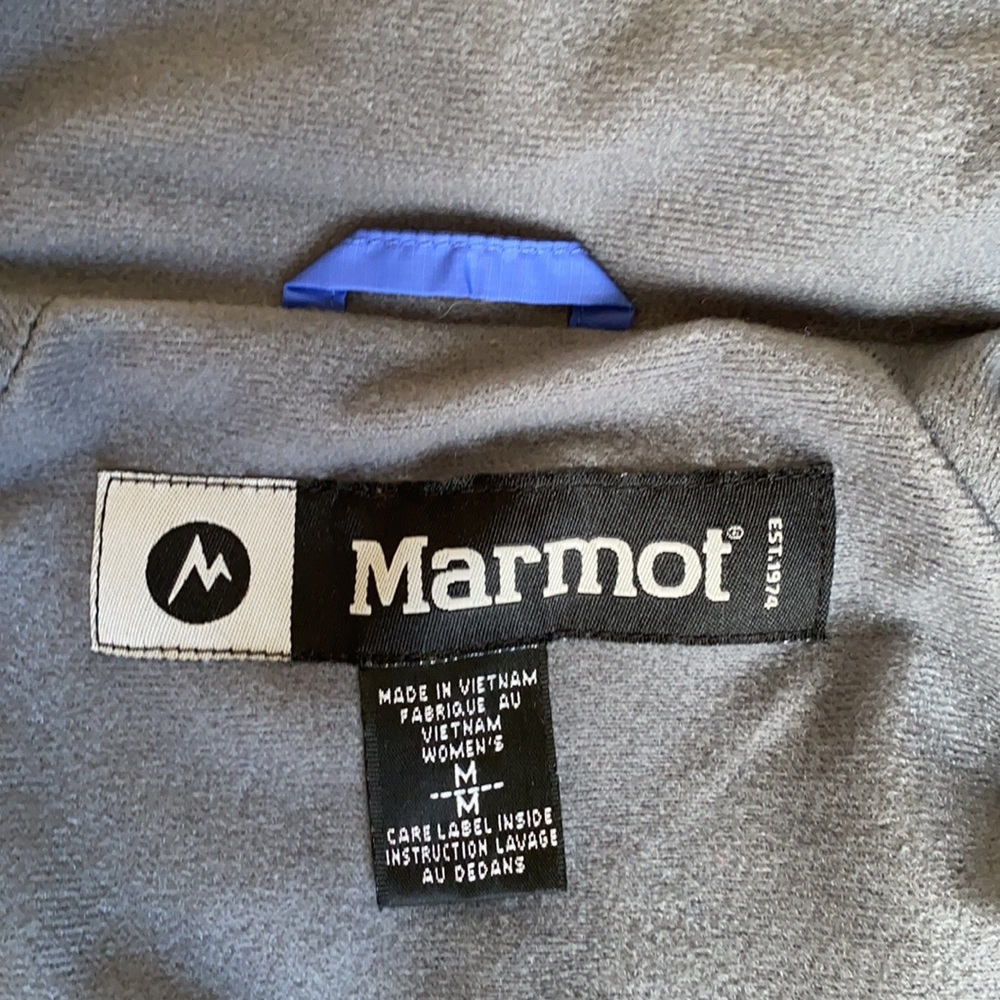 Marmot®
EST.1974
MADE IN VIETNAM
FABRIQUE AU
VIETNAM
WOMEN'S
M
M
CARE LABEL INSIDE
INSTRUCTION LAVAGE
AU DEDANS